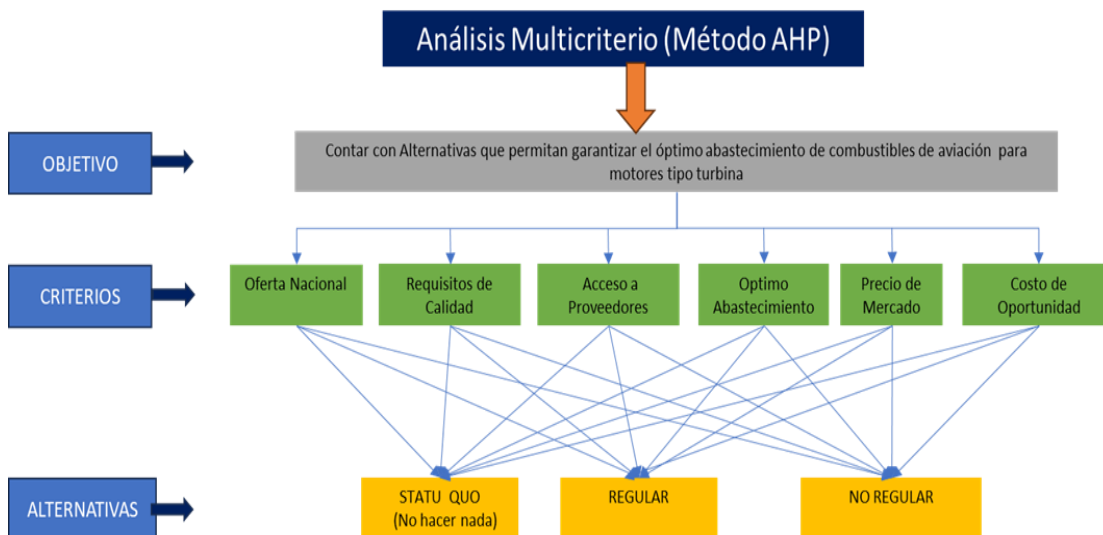 Análisis Multicriterio (Método AHP)
OBJETIVO
Contar con Alternativas que permitan garantizar el óptimo abastecimiento de combustibles de aviación para
motores tipo turbina
CRITERIOS
Oferta Nacional
Requisitos de
Calidad
Acceso a
Proveedores
Optimo
Abastecimiento
Precio de
Mercado
Costo de
Oportunidad
ALTERNATIVAS
STATU QUO
(No hacer nada)
REGULAR
NO REGULAR